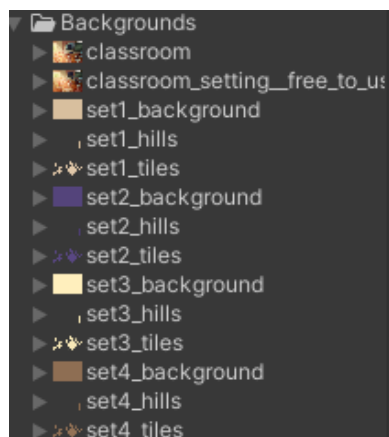 Backgrounds
classroom
classroom_setting__free_to_us
set1_background
set1_hills
set1_tiles
set2_background
set2_hills
set2_tiles
set3_background
set3_hills
set3_tiles
set4_background
set4_hills
set4_tiles